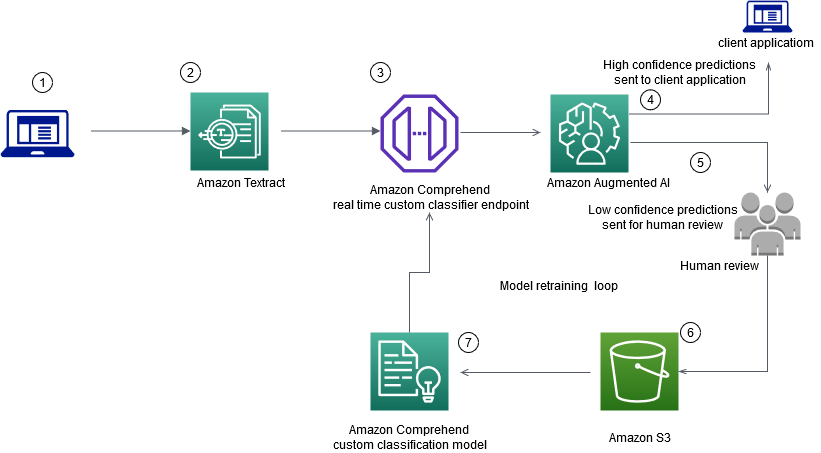 client applicatiom
High confidence predictions
sent to client application
1
2
3
4
5
Amazon Textract
Amazon Comprehend
real time custom classifier endpoint
Amazon Augmented AI
Low confidence predictions
sent for human review
Human review
Model retraining loop
6
7
Amazon Comprehend
custom classification model
Amazon S3